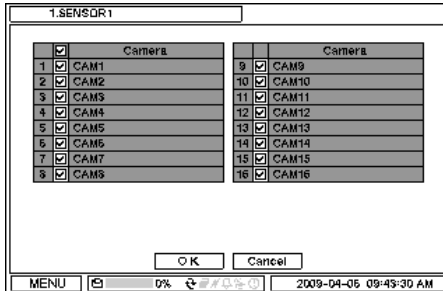 1.SENSOR1
Camera
1 CAM1
2 CAM2
3 CAM3
4 CAM4
5 CAM5
6 CAM6
7 CAM7
8 CAM8
Camera
9 CAM9
10 CAM10
11 CAM11
12 CAM12
13 CAM13
14 CAM14
15 CAM15
16 CAM16
OK Cancel
MENU 0% 2009-04-06 09:43:30 AM